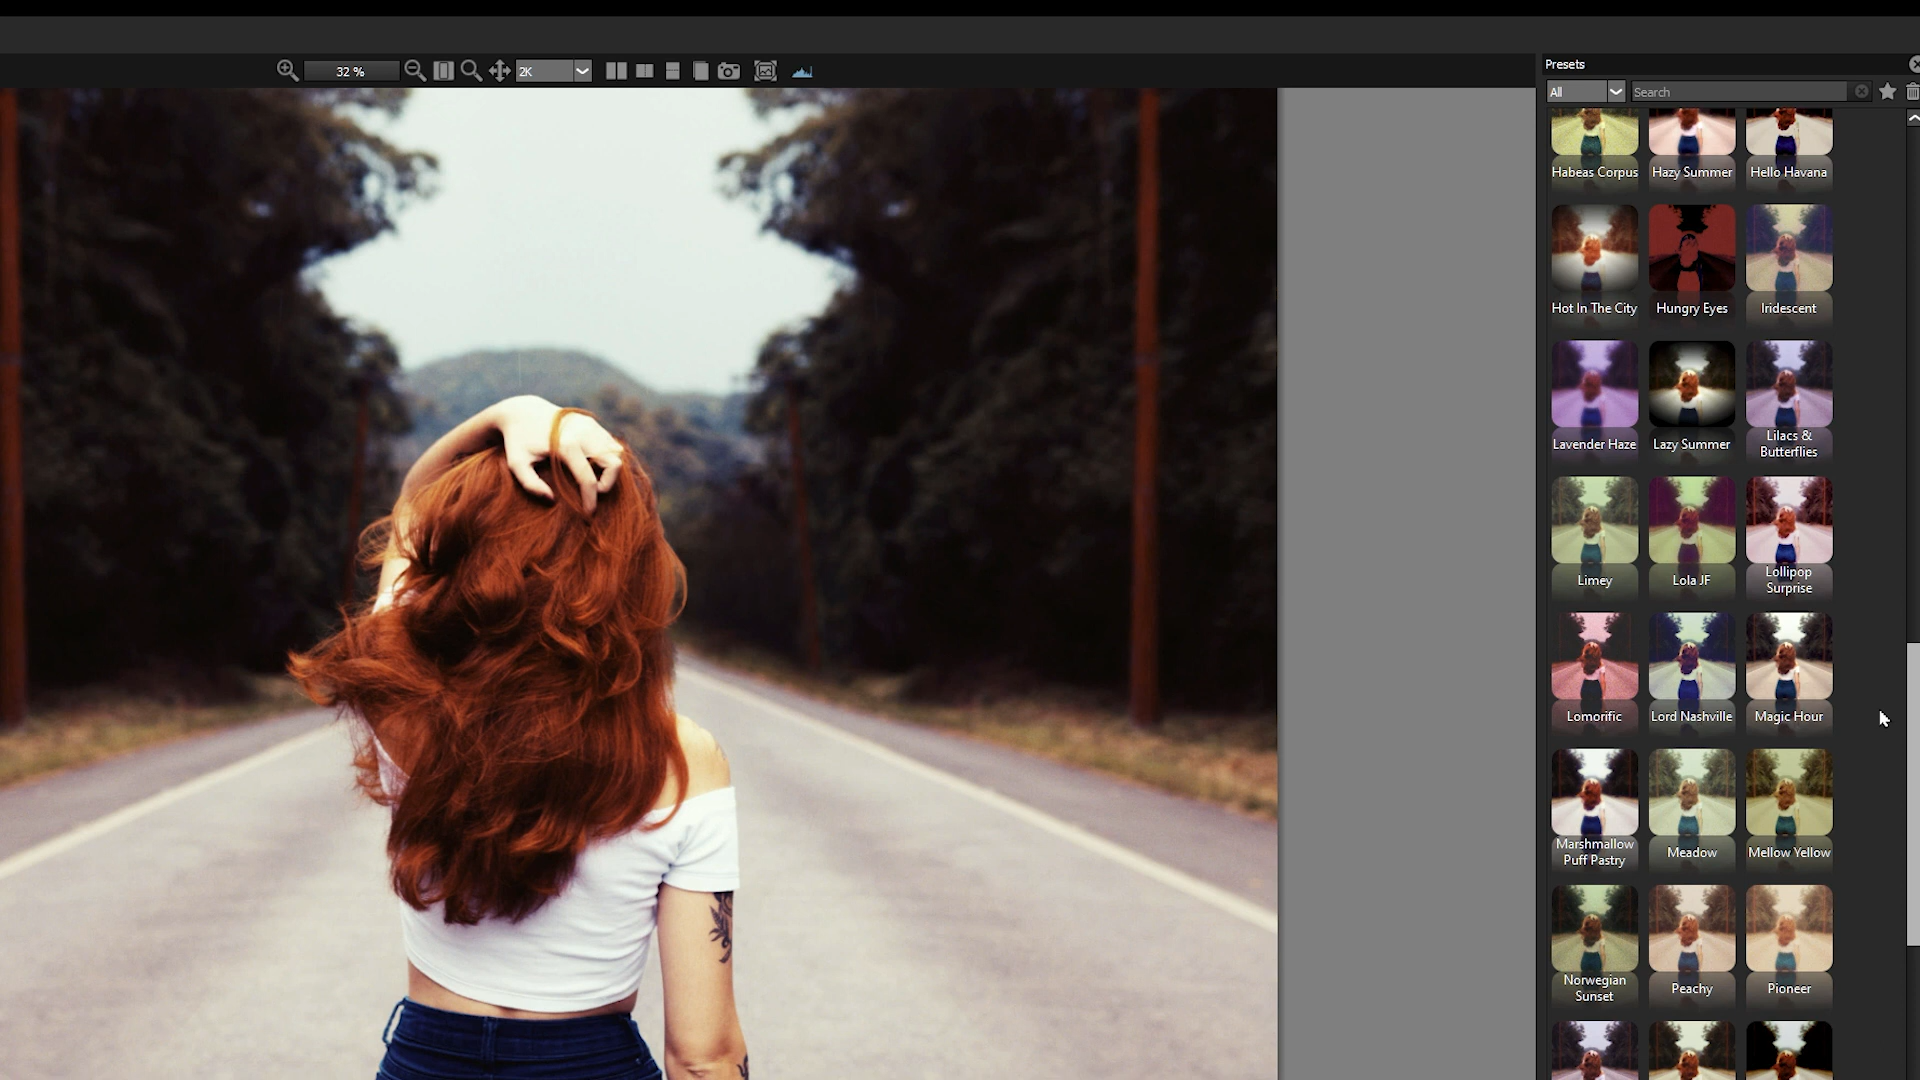 Presets
32 %
2K
All
Search
Habeas Corpus
Hazy Summer
Hello Havana
Hot In The City
Hungry Eyes
Iridescent
Lavender Haze
Lazy Summer
Lilacs &
Butterflies
Limey
Lola JF
Lollipop
Surprise
Lomorific
Lord Nashville
Magic Hour
Marshmallow
Puff Pastry
Meadow
Mellow Yellow
Norwegian
Sunset
Peachy
Pioneer